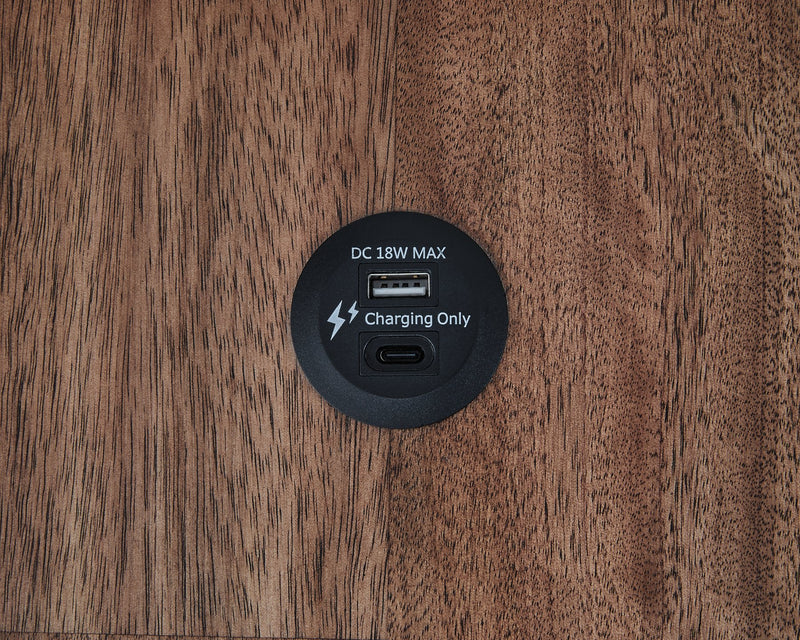 DC 18W MAX
Charging Only